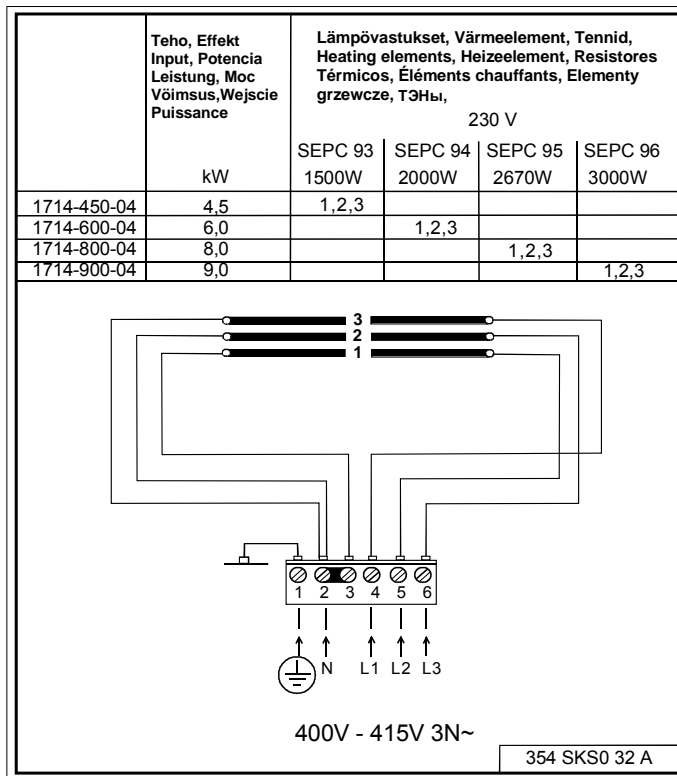 Teho, Effekt
Input, Potencia
Leistung, Moc
Vöimsus,Wejscie
Puissance
kW
Lämpövastukset, Värmeelement, Tennid,
Heating elements, Heizeelement, Resistores
Térmicos, Éléments chauffants, Elementy
grzewcze, ТЭНы,
230 V
SEPC 93 SEPC 94 SEPC 95 SEPC 96
1500W 2000W 2670W 3000W
1714-450-04 4,5 1,2,3
1714-600-04 6,0 1,2,3
1714-800-04 8,0 1,2,3
1714-900-04 9,0 1,2,3
3
2
1
1 2 3 4 5 6
N L1 L2 L3
400V - 415V 3N~
354 SKS0 32 A